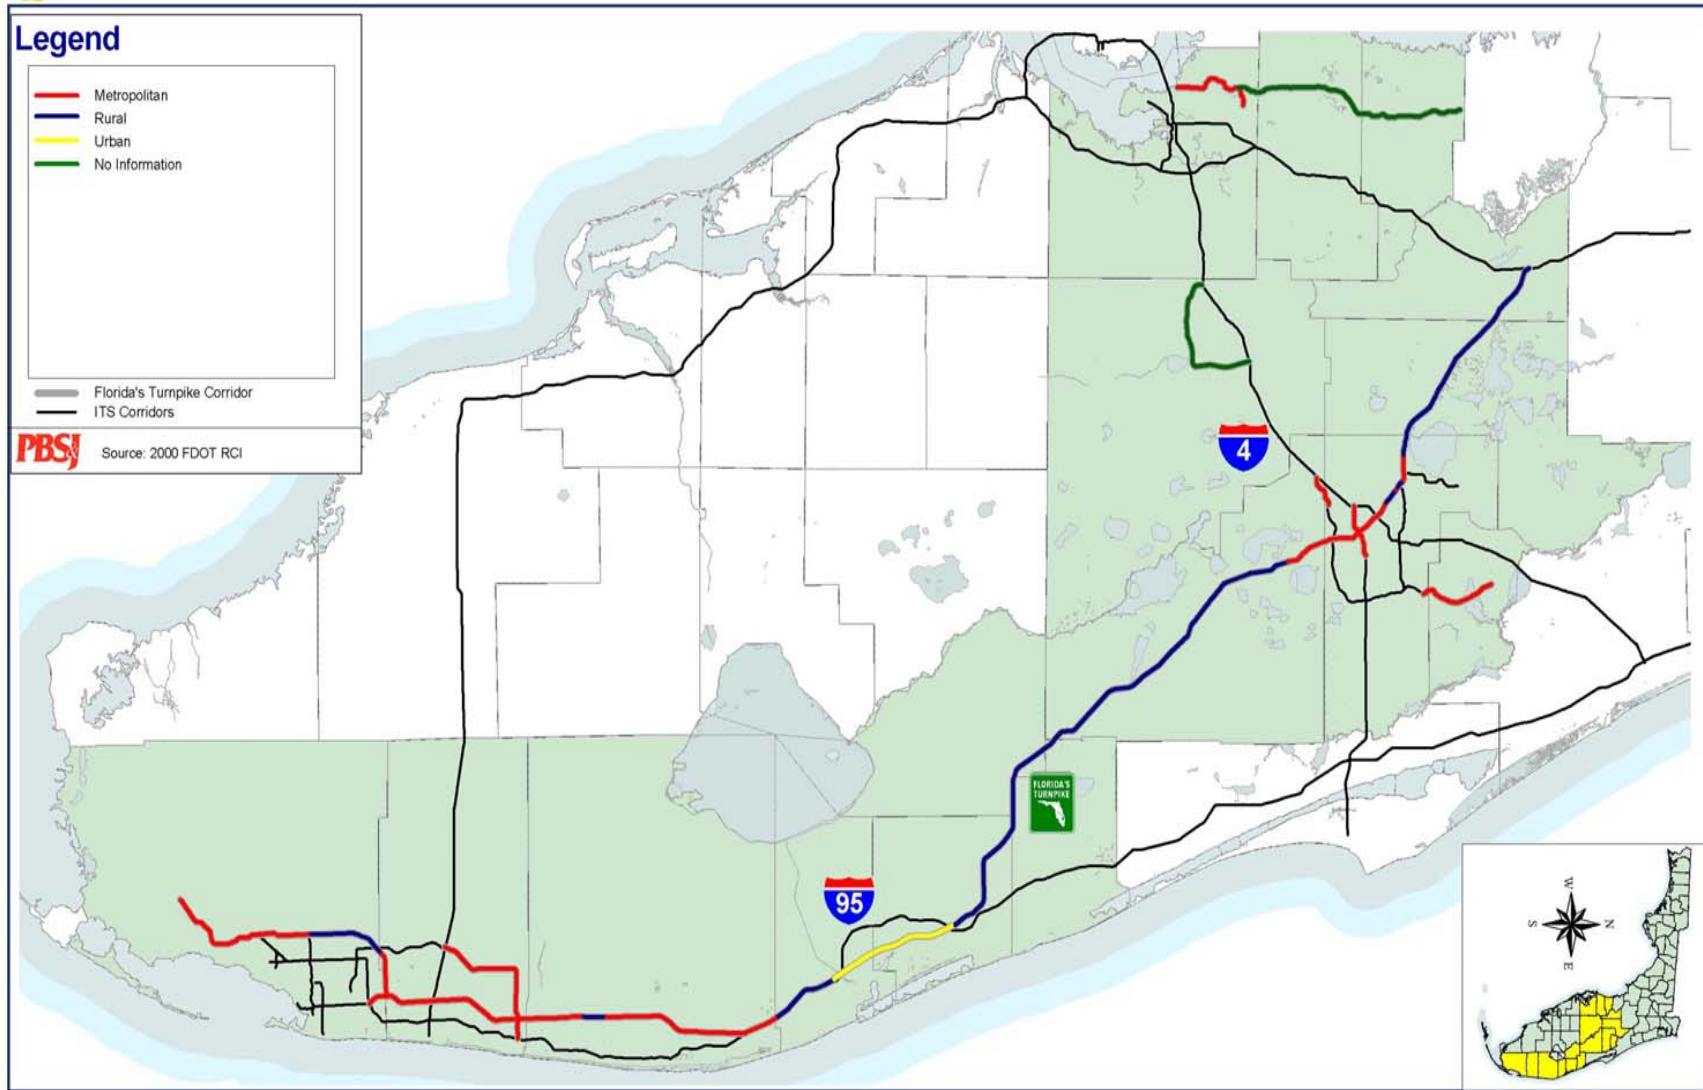 Legend
Metropolitan
Rural
Urban
No Information
Florida's Turnpike Corridor
ITS Corridors
PBSJ Source: 2000 FDOT RCI
4
FLORIDA'S
TURNPIKE
95
W
S N
E